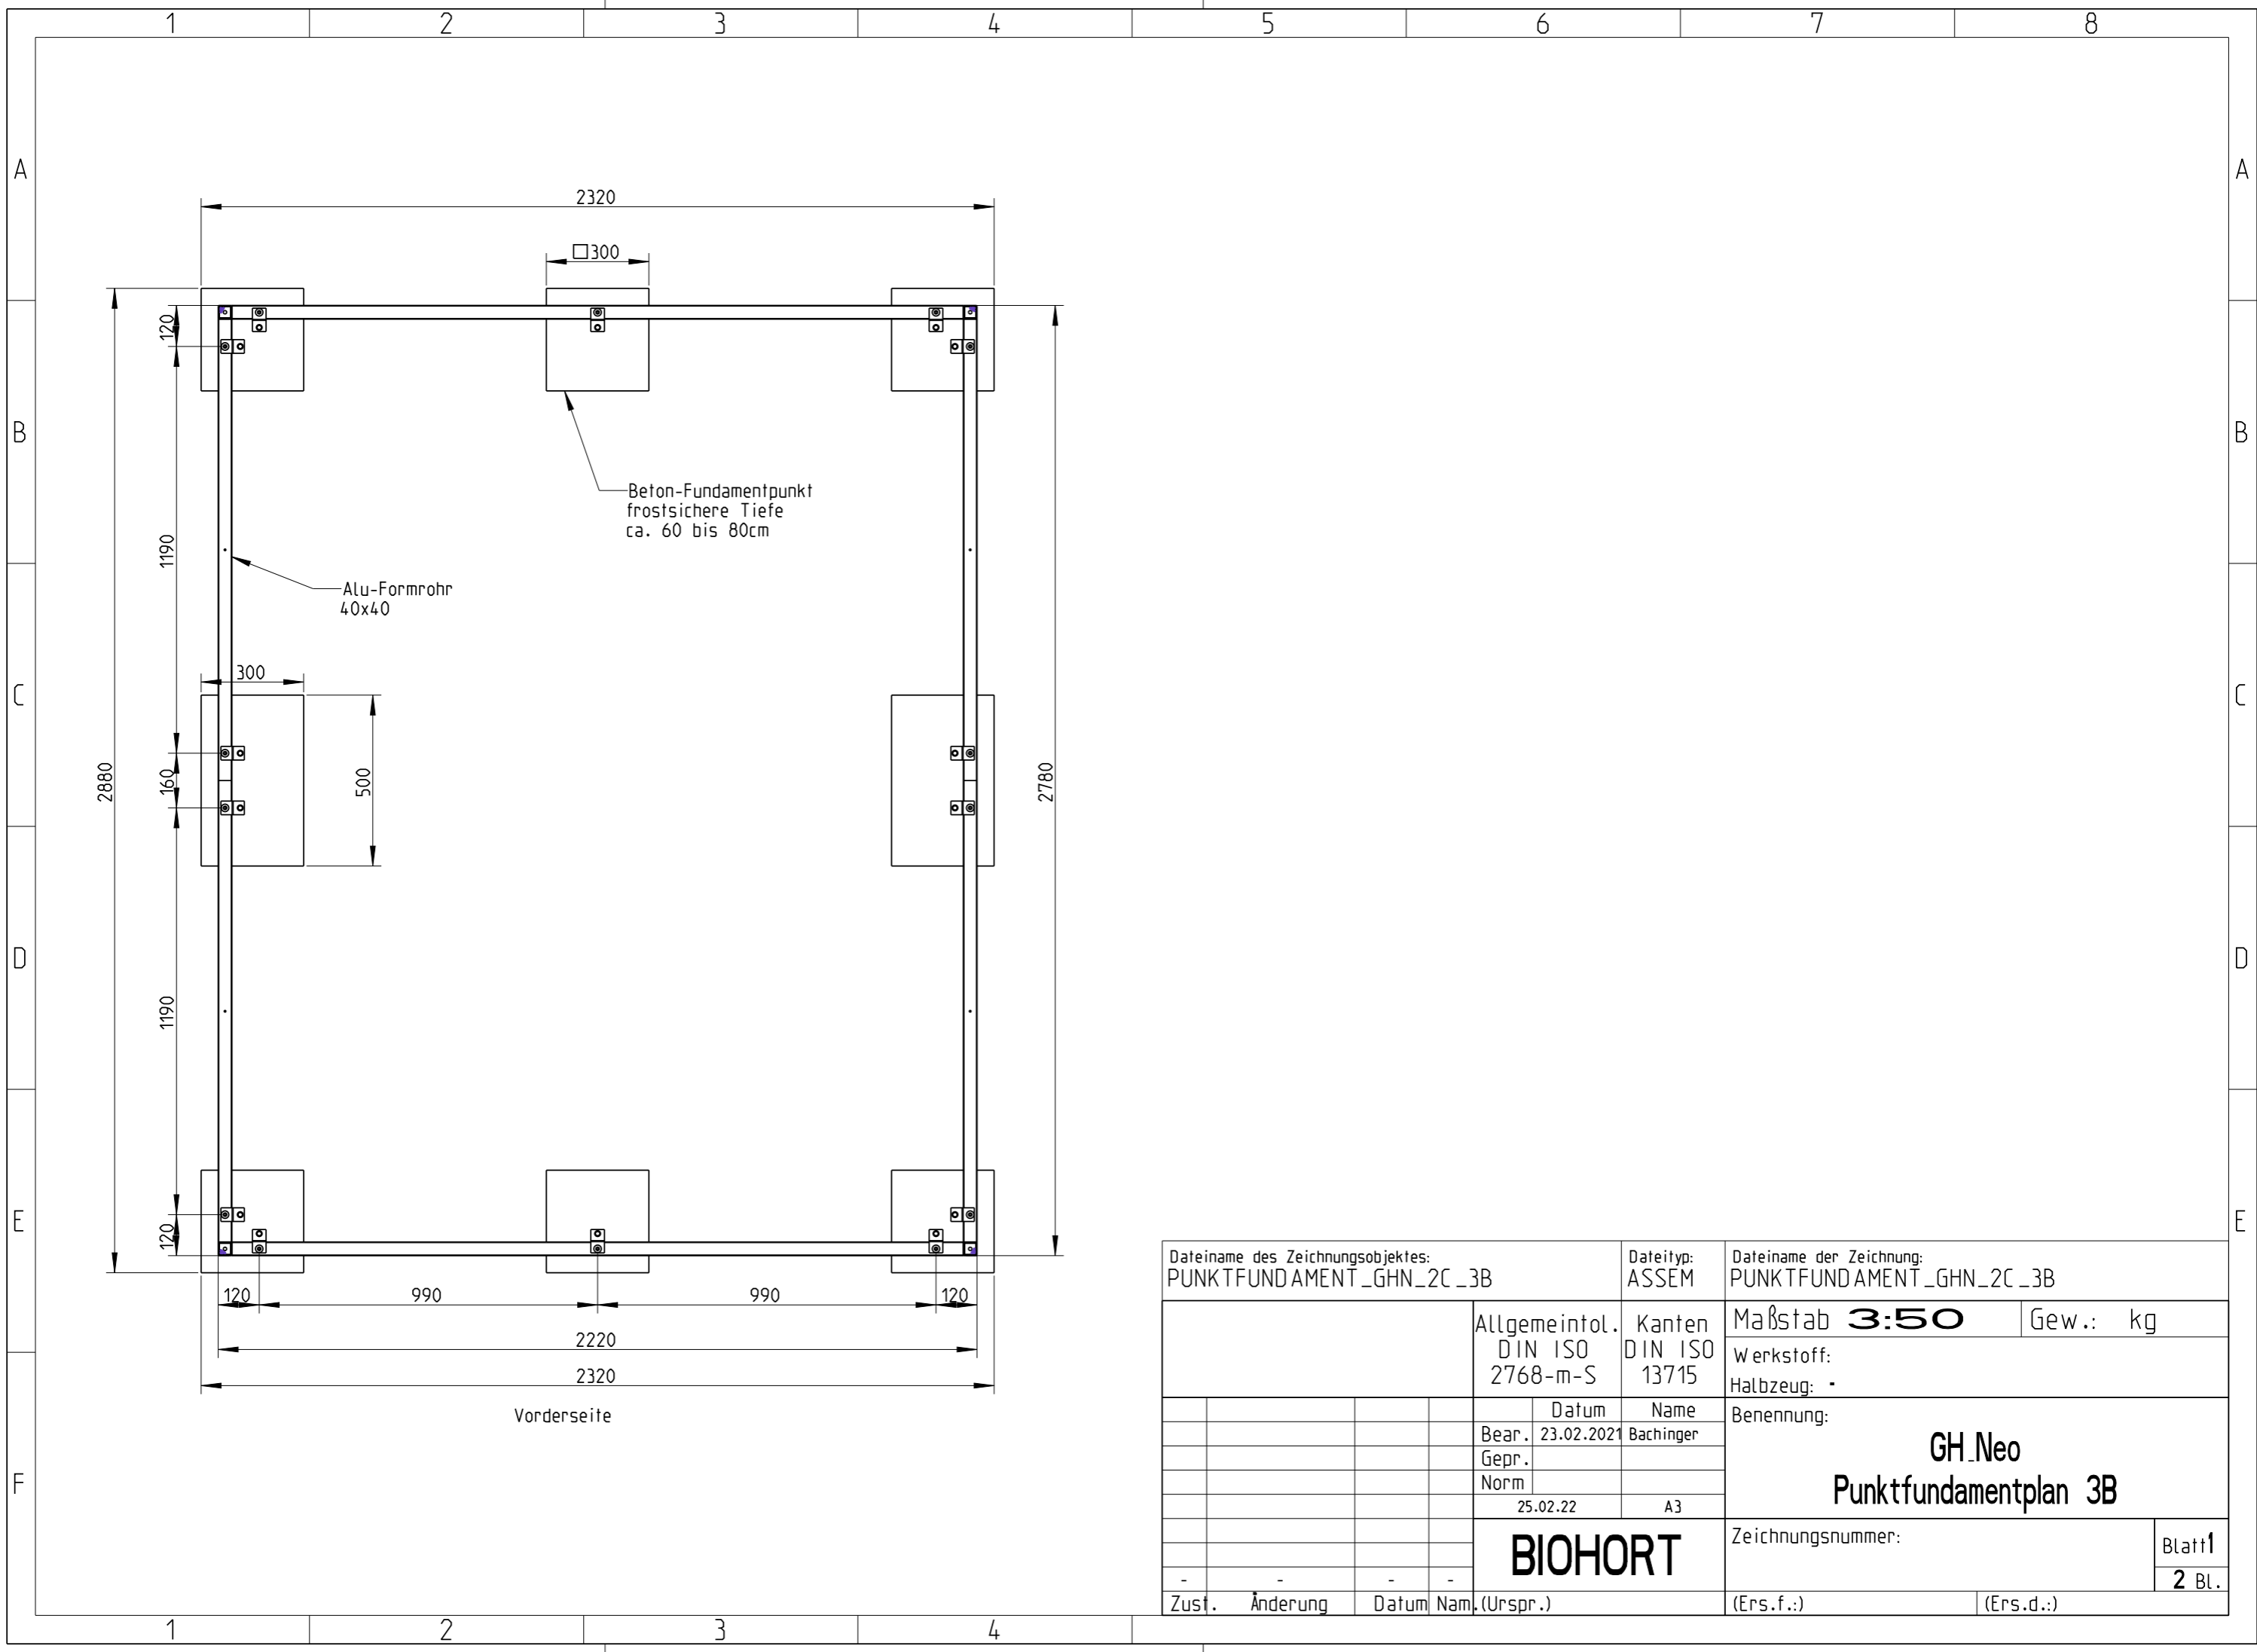 1 2 3 4 5 6 7 8
A A
2320
□300
120
B B
1190
Beton-Fundamentpunkt
frostsichere Tiefe
ca. 60 bis 80cm
Alu-Formrohr
40x40
300
C C
2880
160
500
2780
D D
1190
E E
120
120 990 990 120
2220
2320
Vorderseite
F
Dateiname des Zeichnungsobjektes: Dateityp: Dateiname der Zeichnung:
PUNKTFUNDAMENT_GHN_2C_3B ASSEM PUNKTFUNDAMENT_GHN_2C_3B
Allgemeintol. Kanten Maßstab 3:50 Gew.: kg
DIN ISO DIN ISO Werkstoff:
2768-m-S 13715 Halbzeug: -
Datum Name Benennung:
Bear. 23.02.2021 Bachinger
GH_Neo
Gepr.
Norm Punktfundamentplan 3B
25.02.22 A3
BIOHORT Zeichnungsnummer: Blatt1
- - - - 2 Bl.
Zust. Änderung Datum Nam. (Urspr.) (Ers.f.:) (Ers.d.:)
1 2 3 4